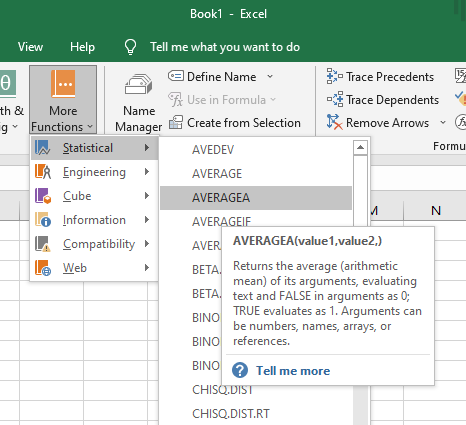 Book1 - Excel
View Help Tell me what you want to do
More Functions
Name Manager
Define Name
Use in Formula
Create from Selection
Trace Precedents
Trace Dependents
Remove Arrows
Formu
Statistical
Engineering
Cube
Information
Compatibility
Web
AVEDEV
AVERAGE
AVERAGEA
AVERAGEIF
AVERA
BETA.
BETA.
BINO
BINO
BINO
CHISQ.DIST
CHISQ.DIST.RT
M N
AVERAGEA(value1,value2,)
Returns the average (arithmetic
mean) of its arguments, evaluating
text and FALSE in arguments as 0;
TRUE evaluates as 1. Arguments can
be numbers, names, arrays, or
references.
Tell me more